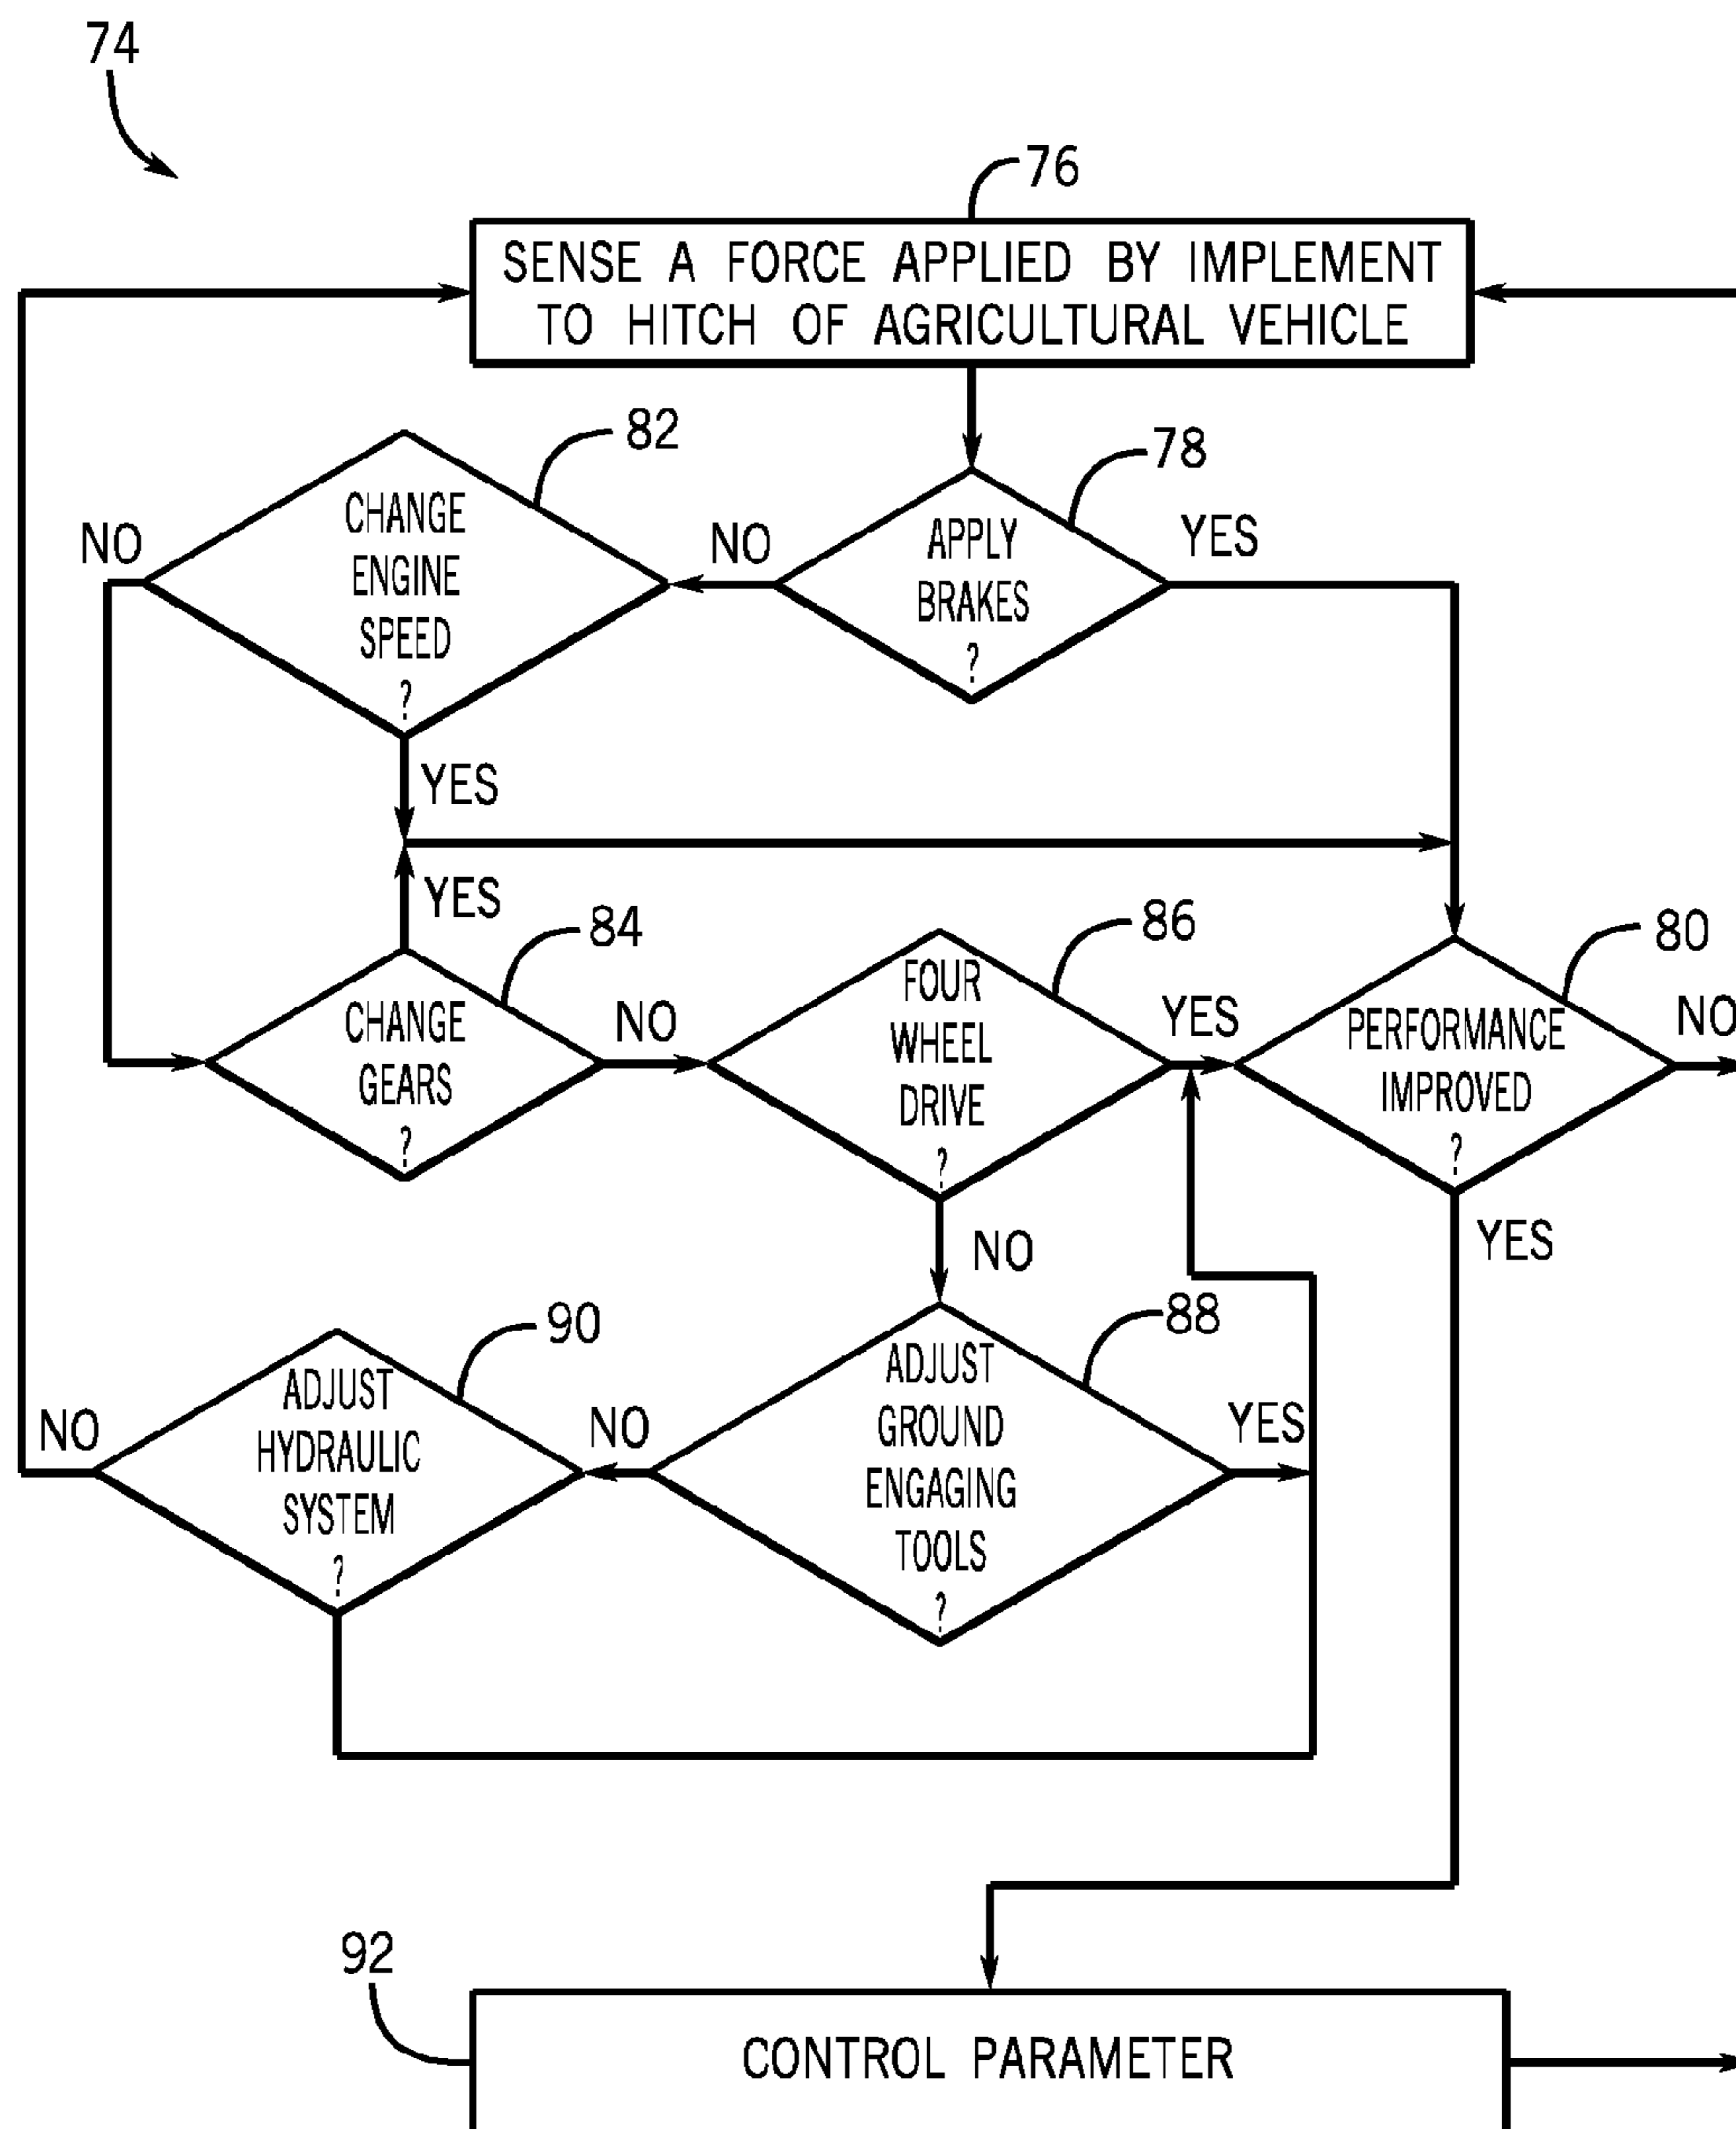 74
76
SENSE A FORCE APPLIED BY IMPLEMENT
TO HITCH OF AGRICULTURAL VEHICLE
82
78
CHANGE
ENGINE
SPEED
?
NO
NO
APPLY
BRAKES
?
YES
YES
YES
84
86
80
CHANGE
GEARS
?
NO
FOUR
WHEEL
DRIVE
?
YES
PERFORMANCE
IMPROVED
?
NO
YES
NO
90
88
ADJUST
HYDRAULIC
SYSTEM
?
NO
NO
ADJUST
GROUND
ENGAGING
TOOLS
?
YES
92
CONTROL PARAMETER